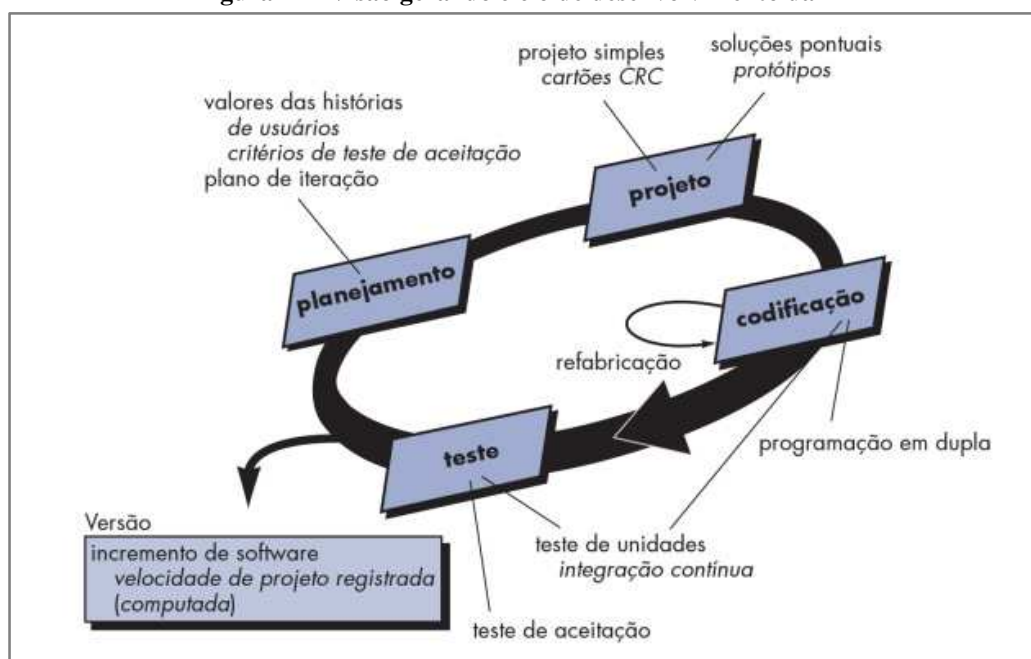 projeto simples
cartões CRC
soluções pontuais
protótipos
valores das histórias
de usuários
critérios de teste de aceitação
plano de iteração
projeto
planejamento
codificação
refabricação
programação em dupla
teste
teste de unidades
integração contínua
teste de aceitação
Versão
incremento de software
velocidade de projeto registrada
(computada)